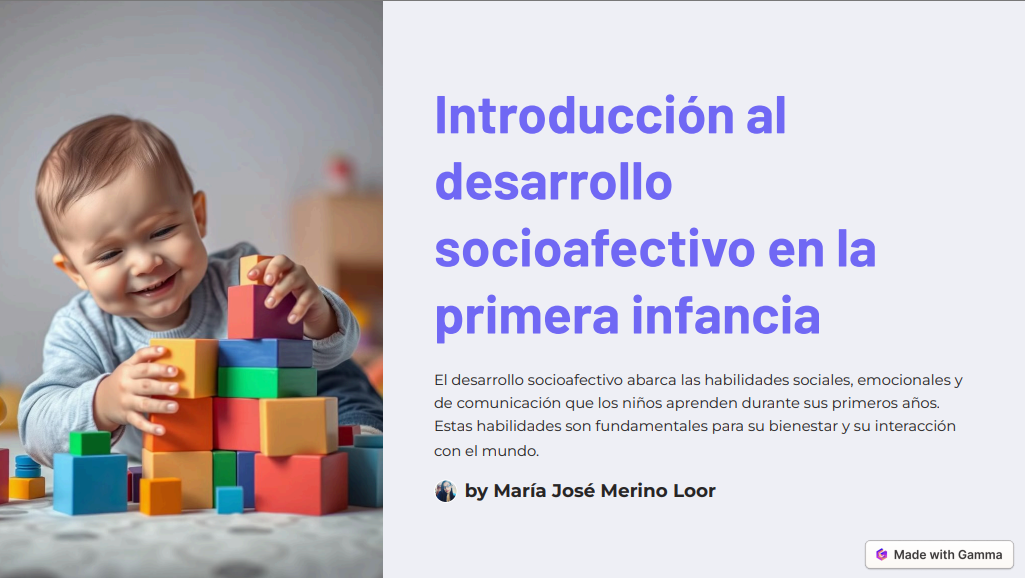 Introducción al
desarrollo
socioafectivo en la
primera infancia
El desarrollo socioafectivo abarca las habilidades sociales, emocionales y
de comunicación que los niños aprenden durante sus primeros años.
Estas habilidades son fundamentales para su bienestar y su interacción
con el mundo.
by María José Merino Loor
Made with Gamma